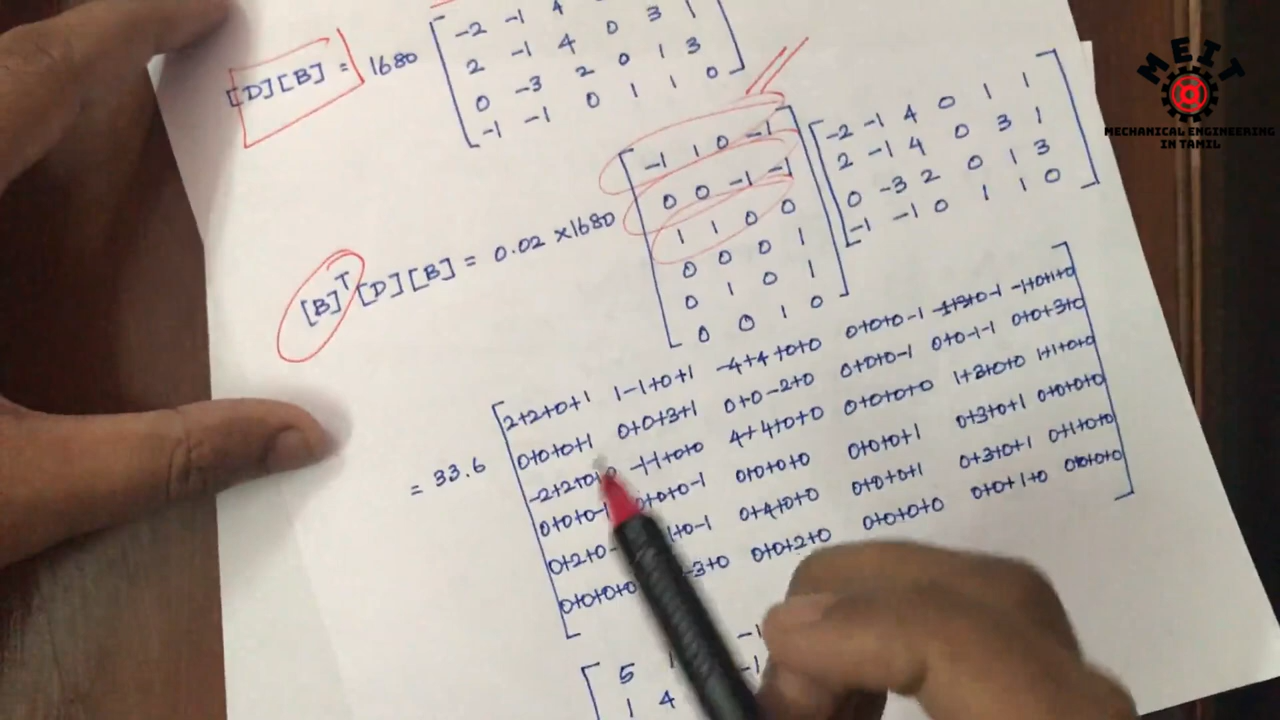 -2 -1 4
[D][B] = 1680 2 -1 4 0 3 1
0 -3 2 0 1 3
-1 -1 0 1 1 0
MEIT
MECHANICAL ENGINEERING
IN TAMIL
[B]T [D][B] = 0.02 ×1680
-1 1 0 -1
0 0 -1 -1
1 1 0 0
0 0 0 1
0 1 0 1
0 0 1 0
-2 -1 4 0 1 1
2 -1 4 0 3 1
0 -3 2 0 1 3
-1 -1 0 1 1 0
= 33.6
2+2+0+1 1-1+0+1 -4+4+0+0 0+0+0-1 -1+3+0-1 -1+0+1+0
0+0+0+1 0+0+3+1 0+0-2+0 0+0+0-1 0+0-1-1 0+0+3+0
-2+2+0+0 -1-1+0+0 4+4+0+0 0+0+0+0 1+3+0+0 1+1+0+0
0+0+0-1 0+0+0-1 0+0+0+0 0+0+0+1 0+3+0+1 0+0+0+0
0+2+0- 1+0-1 0+4+0+0 0+0+0+1 0+3+0+1 0+1+0+0
0+0+0+0 -3+0 0+0+2+0 0+0+0+0 0+0+1+0 0+0+0+0
5 1 -1
1 4 -1